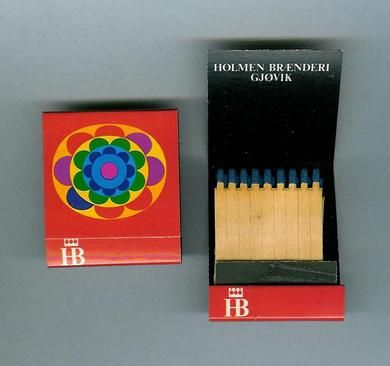 HOLMEN BRÆNDERI
GJØVIK
HB
HB